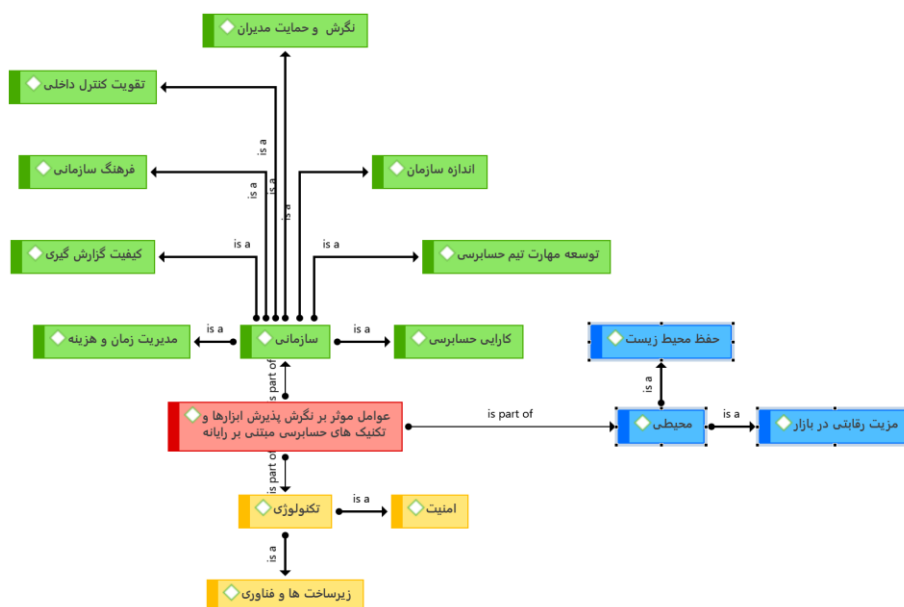 نگرش و حمایت مدیران
تقویت کنترل داخلی
is a
فرهنگ سازمانی
is a
is a
is a
اندازه سازمان
کیفیت گزارش گیری
is a
is a
توسعه مهارت تیم حسابرسی
مدیریت زمان و هزینه
is a
سازمانی
is a
کارایی حسابرسی
حفظ محیط زیست
is part of
is a
عوامل موثر بر نگرش پذیرش ابزارها و
تکنیک های حسابرسی مبتنی بر رایانه
is part of
محیطی
is a
مزیت رقابتی در بازار
is part of
تکنولوژی
is a
امنیت
is a
زیرساخت ها و فناوری